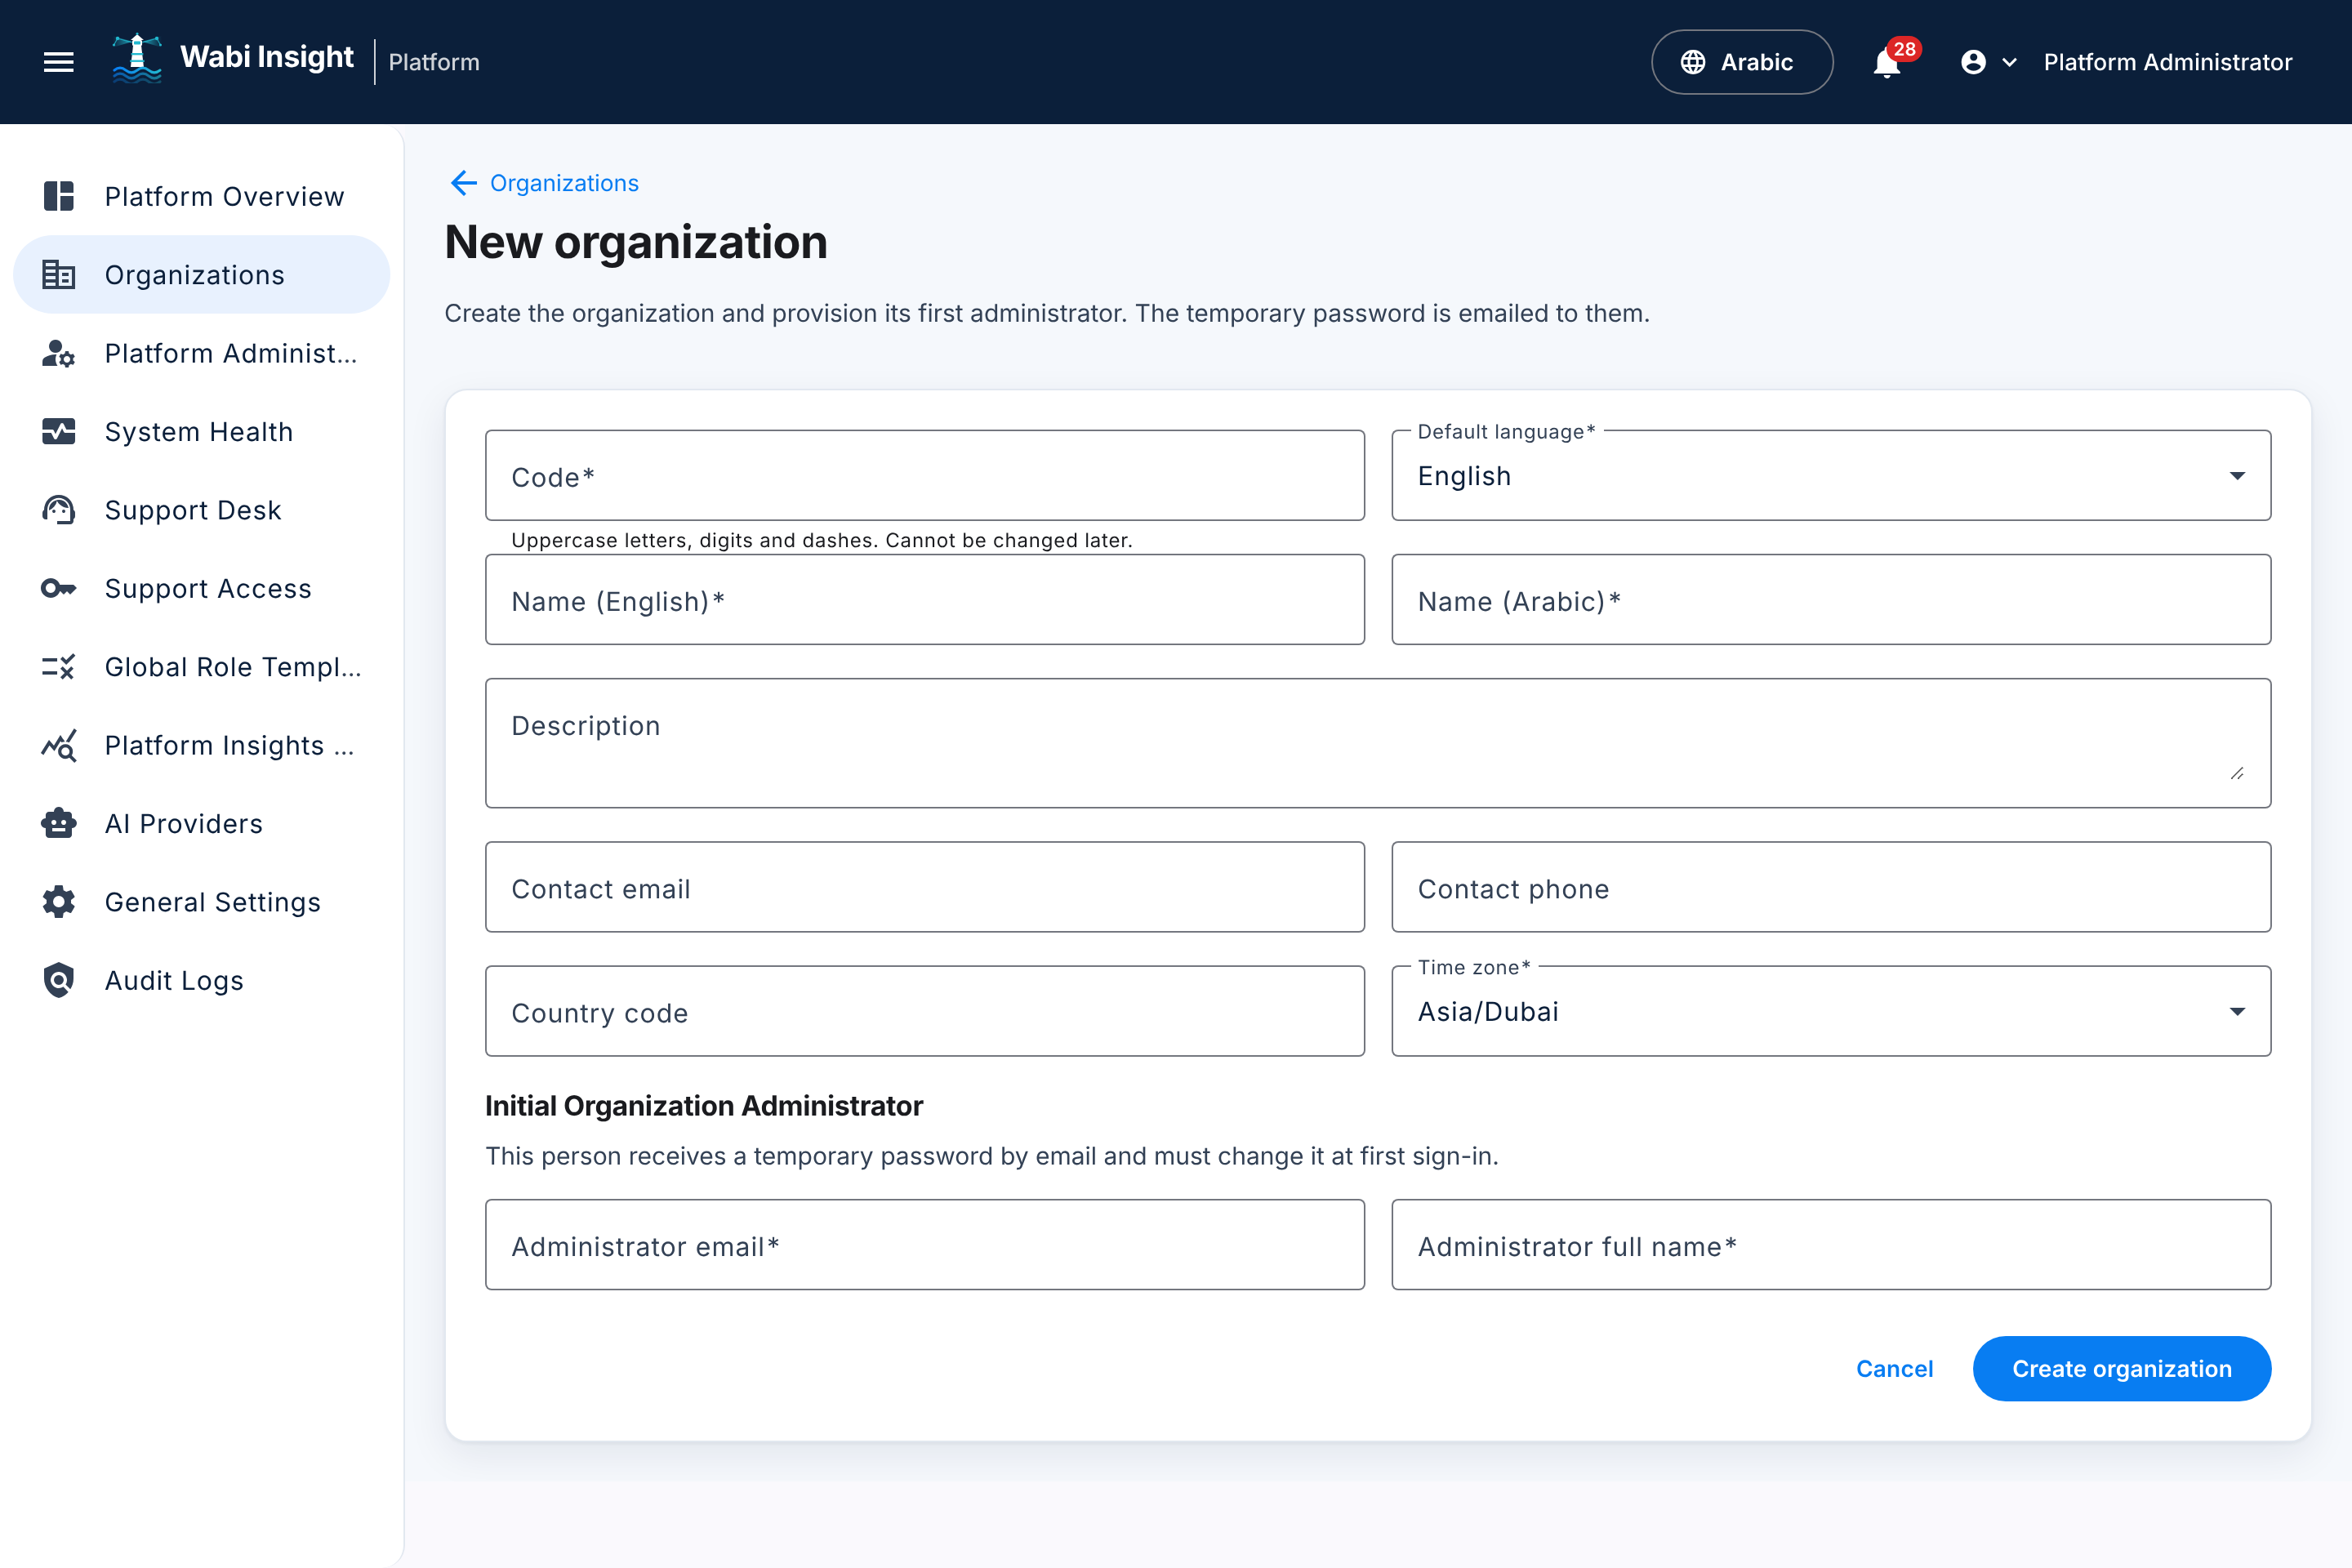 Wabi Insight
Platform
Arabic
28
Platform Administrator
Platform Overview
Organizations
Platform Administ...
System Health
Support Desk
Support Access
Global Role Templ...
Platform Insights ...
AI Providers
General Settings
Audit Logs
Organizations
New organization
Create the organization and provision its first administrator. The temporary password is emailed to them.
Code*
Default language*
English
Uppercase letters, digits and dashes. Cannot be changed later.
Name (English)*
Name (Arabic)*
Description
Contact email
Contact phone
Country code
Time zone*
Asia/Dubai
Initial Organization Administrator
This person receives a temporary password by email and must change it at first sign-in.
Administrator email*
Administrator full name*
Cancel
Create organization